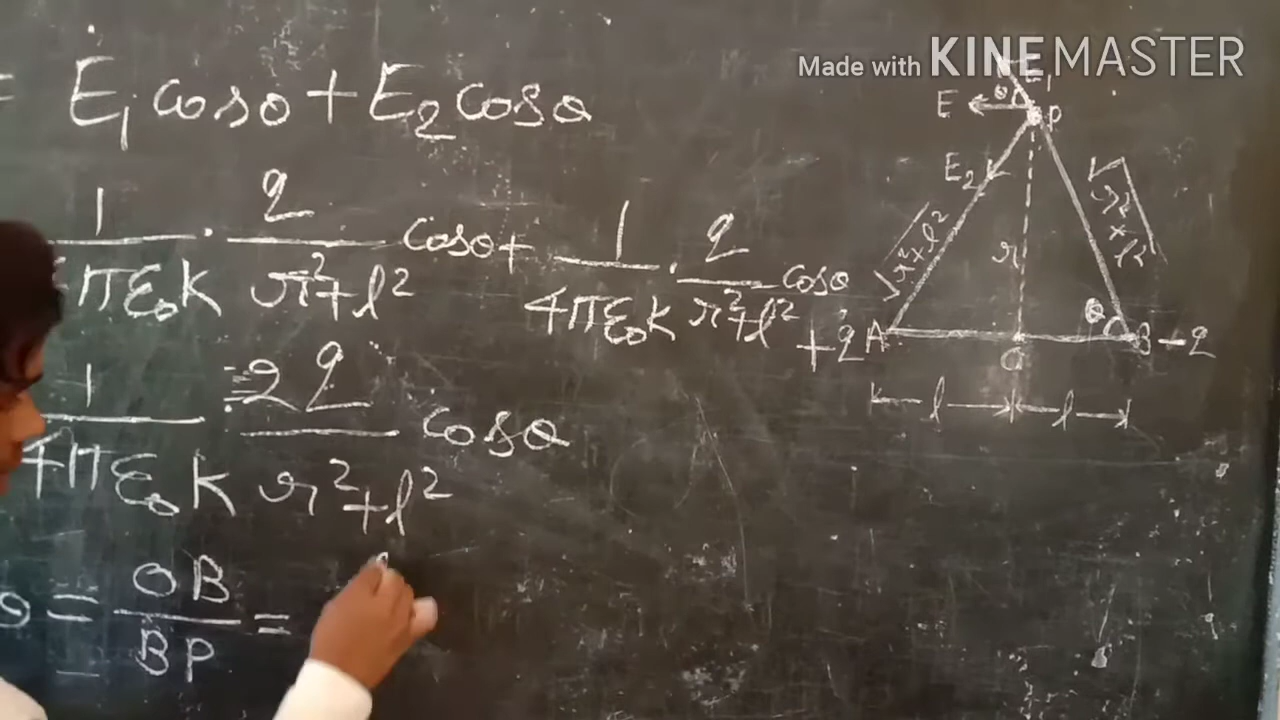 Made with KINEMASTER
= E₁ cosθ + E₂ cosθ
1/πε₀k · q/r²+l² cosθ + 1/4πε₀k · q/r²+l² cosθ
1/4πε₀k = 2q/r²+l² cosθ
θ = OB/BP =
E₁
E θ P
E₂
r²+l² r r²+l²
θ
+q A O B -q
l l